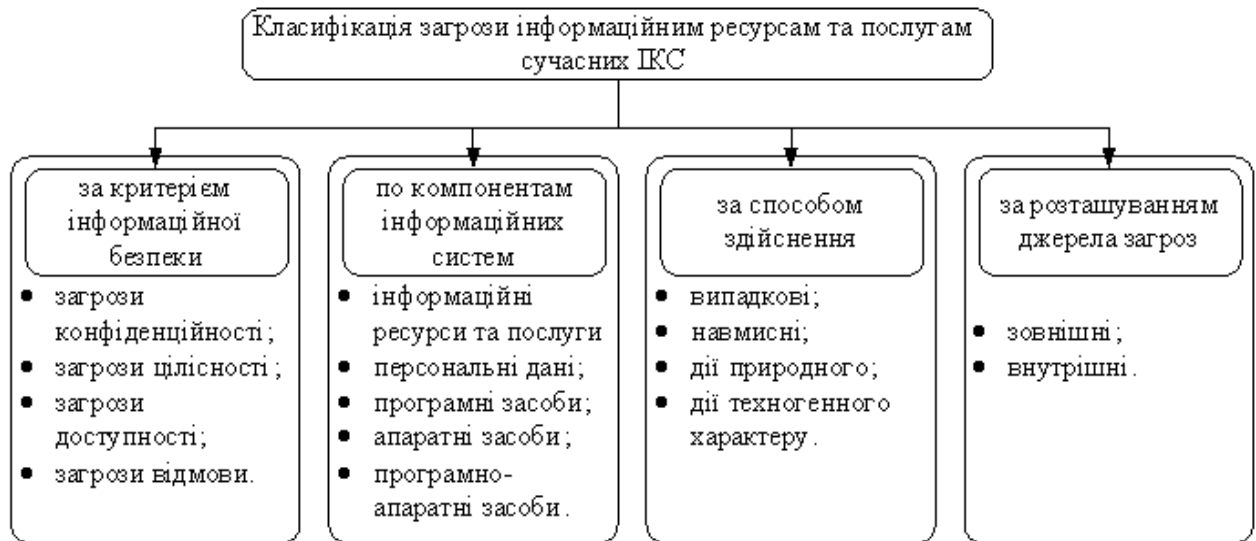 Класифікація загрози інформаційним ресурсам та послугам
сучасних ІКС
за критерієм
інформаційної
безпеки
• загрози
конфіденційності;
• загрози цілісності;
• загрози
доступності;
• загрози відмови.
по компонентам
інформаційних
систем
• інформаційні
ресурси та послуги
• персональні дані;
• програмні засоби;
• апаратні засоби;
• програмно-
апаратні засоби.
за способом
здійснення
• випадкові;
• навмисні;
• дії природного;
• дії техногенного
характеру.
за розташуванням
джерела загроз
• зовнішні;
• внутрішні.